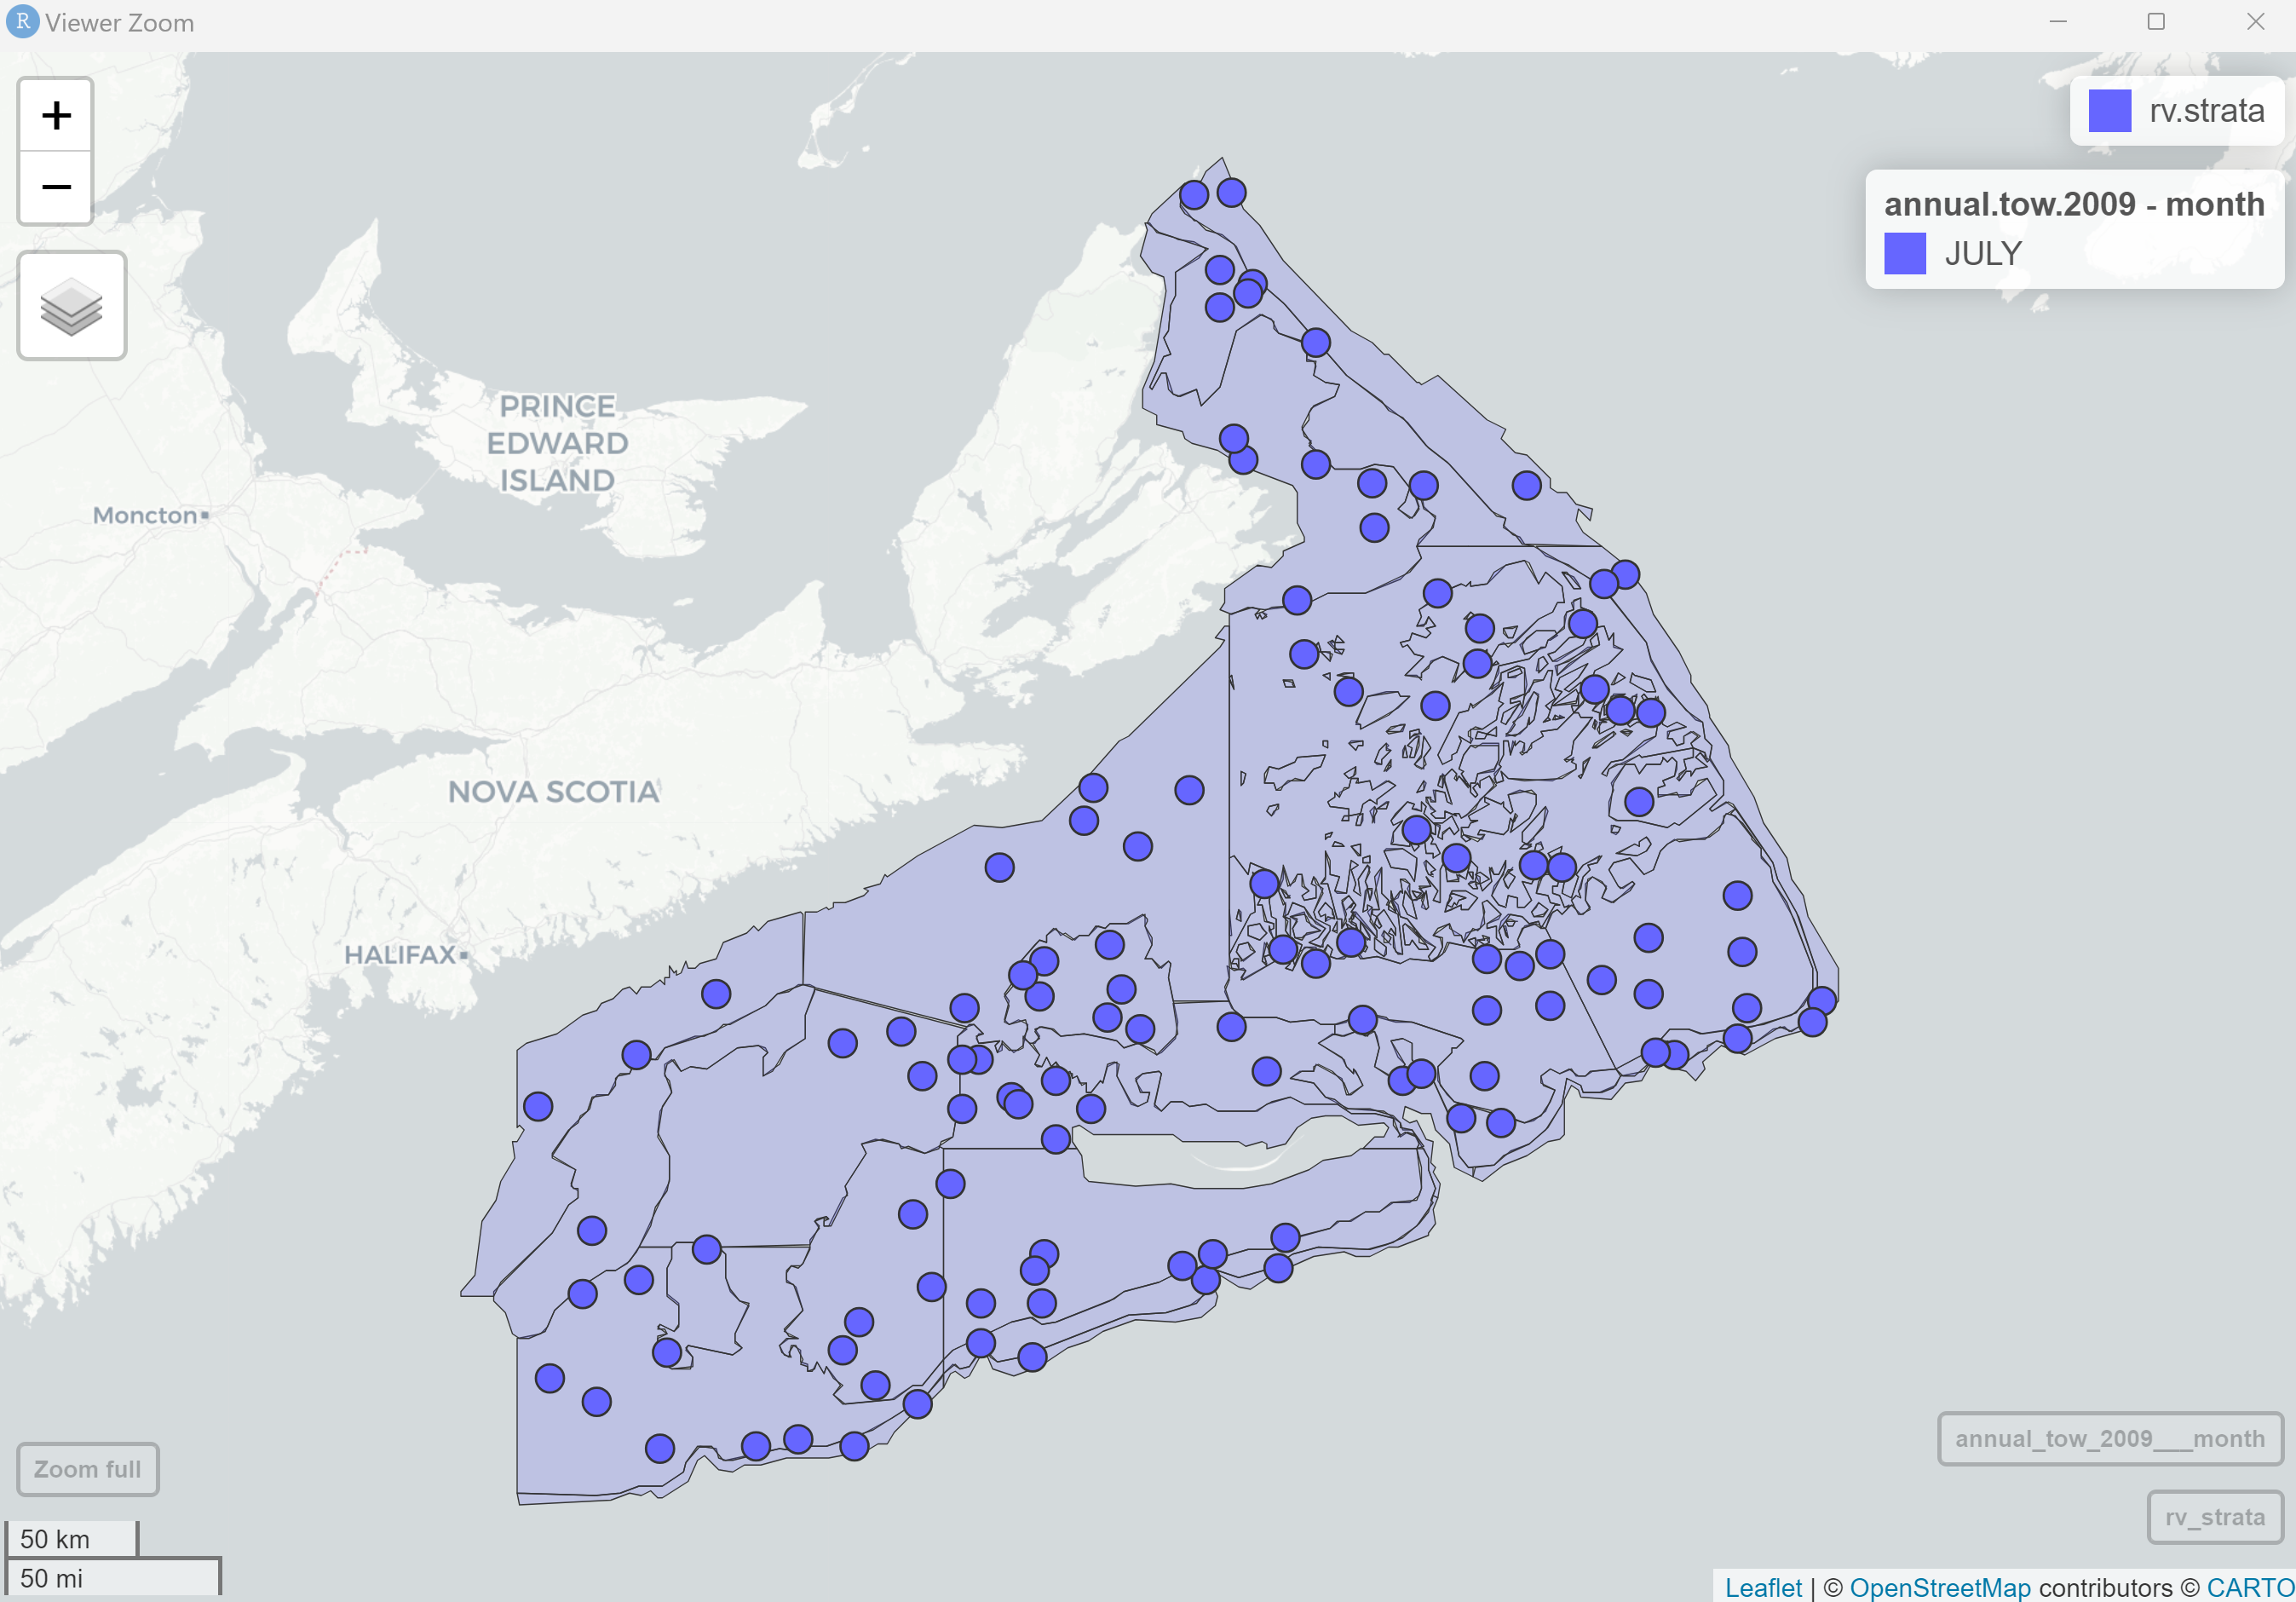 R Viewer Zoom
+
−
rv.strata
annual.tow.2009 - month
JULY
PRINCE
EDWARD
ISLAND
Moncton
NOVA SCOTIA
HALIFAX
annual_tow_2009___month
Zoom full
rv_strata
50 km
50 mi
Leaflet | © OpenStreetMap contributors © CARTO